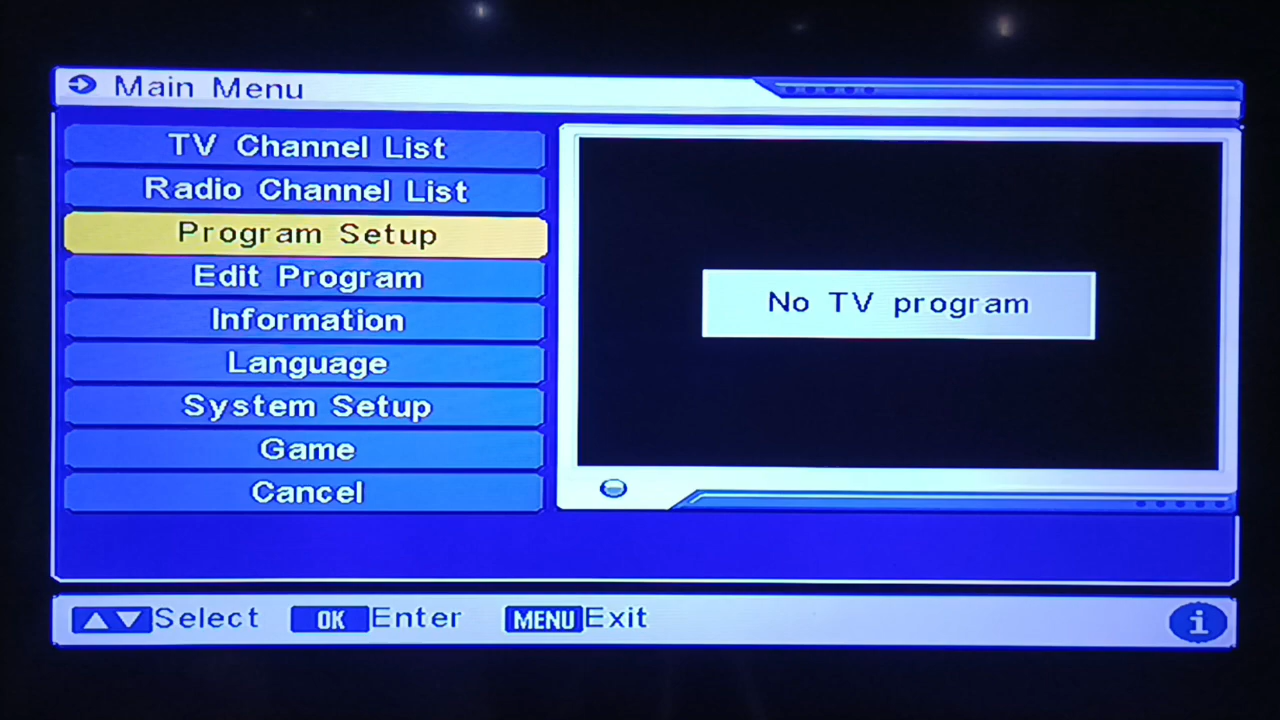 Main Menu
TV Channel List
Radio Channel List
Program Setup
Edit Program
Information
Language
System Setup
Game
Cancel
No TV program
Select OK Enter MENU Exit i